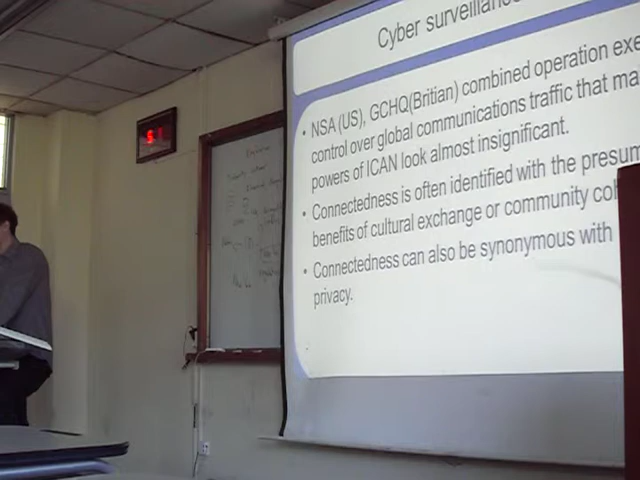 Cyber surveillance
• NSA (US), GCHQ(Britian) combined operation exe
control over global communications traffic that ma
powers of ICAN look almost insignificant.
• Connectedness is often identified with the presum
benefits of cultural exchange or community col
• Connectedness can also be synonymous with
privacy.